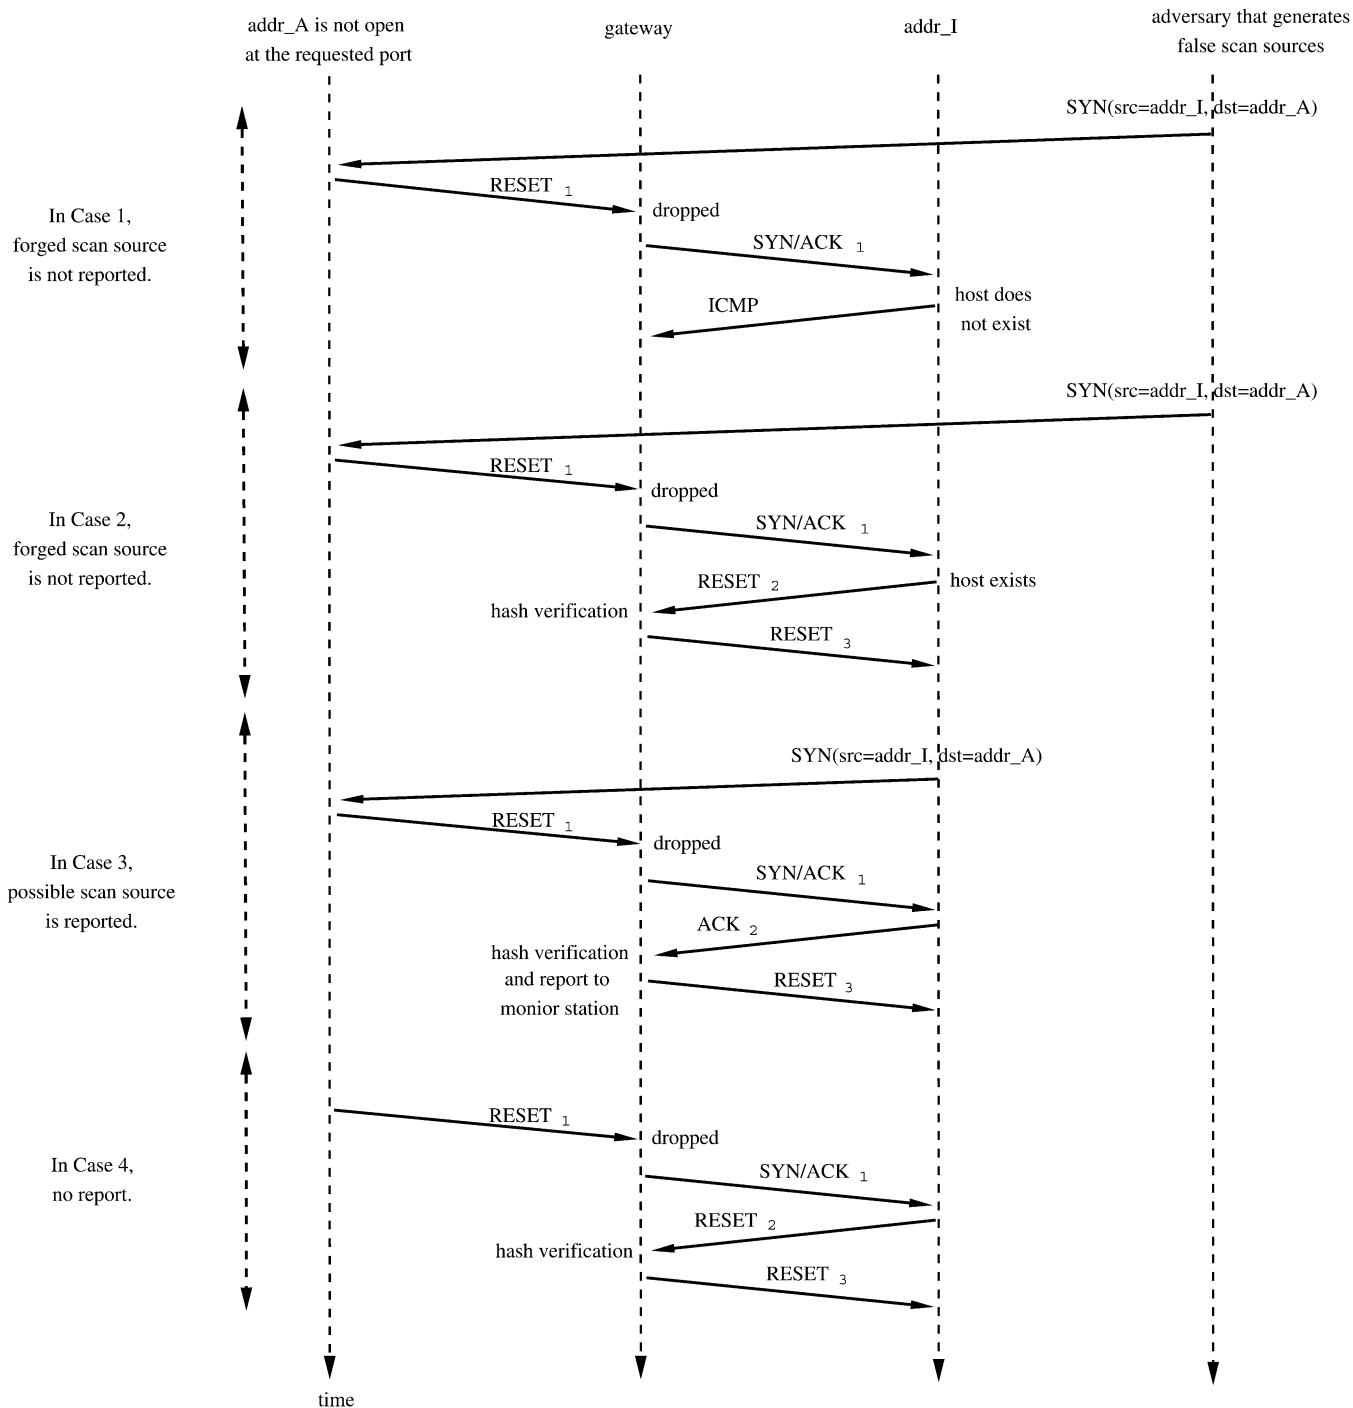 addr_A is not open
at the requested port
gateway
addr_I
adversary that generates
false scan sources
SYN(src=addr_I, dst=addr_A)
RESET 1
dropped
In Case 1,
forged scan source
is not reported.
SYN/ACK 1
ICMP
host does
not exist
SYN(src=addr_I, dst=addr_A)
RESET 1
dropped
In Case 2,
forged scan source
is not reported.
SYN/ACK 1
RESET 2
host exists
hash verification
RESET 3
SYN(src=addr_I, dst=addr_A)
RESET 1
dropped
In Case 3,
possible scan source
is reported.
SYN/ACK 1
ACK 2
hash verification
and report to
monior station
RESET 3
RESET 1
dropped
In Case 4,
no report.
SYN/ACK 1
RESET 2
hash verification
RESET 3
time